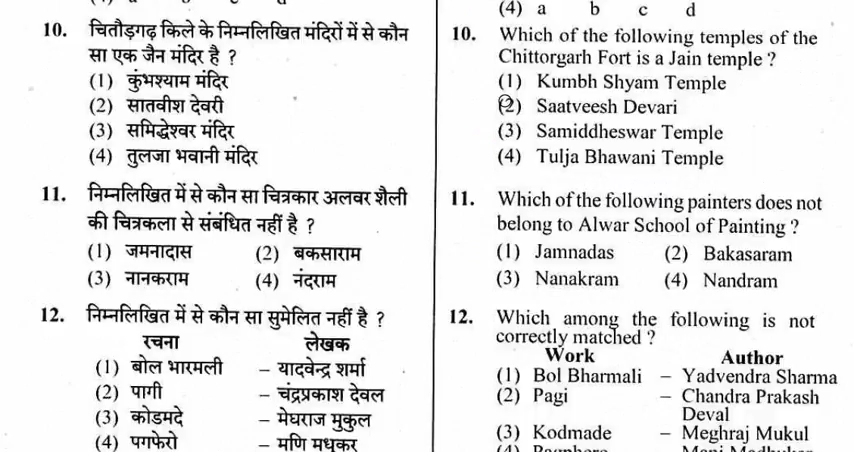 10. चितौड़गढ़ किले के निम्नलिखित मंदिरों में से कौन
सा एक जैन मंदिर है ?
(1) कुंभश्याम मंदिर
(2) सातवीश देवरी
(3) समिद्धेश्वर मंदिर
(4) तुलजा भवानी मंदिर
11. निम्नलिखित में से कौन सा चित्रकार अलवर शैली
की चित्रकला से संबंधित नहीं है ?
(1) जमनादास (2) बकसाराम
(3) नानकराम (4) नंदराम
12. निम्नलिखित में से कौन सा सुमेलित नहीं है ?
रचना लेखक
(1) बोल भारमली – यादवेन्द्र शर्मा
(2) पागी – चंद्रप्रकाश देवल
(3) कोडमदे – मेघराज मुकुल
(4) पगफेरो – मणि मधुकर
(4) a b c d
10. Which of the following temples of the
Chittorgarh Fort is a Jain temple ?
(1) Kumbh Shyam Temple
(2) Saatveesh Devari
(3) Samiddheswar Temple
(4) Tulja Bhawani Temple
11. Which of the following painters does not
belong to Alwar School of Painting ?
(1) Jamnadas (2) Bakasaram
(3) Nanakram (4) Nandram
12. Which among the following is not
correctly matched ?
Work Author
(1) Bol Bharmali – Yadvendra Sharma
(2) Pagi – Chandra Prakash
Deval
(3) Kodmade – Meghraj Mukul